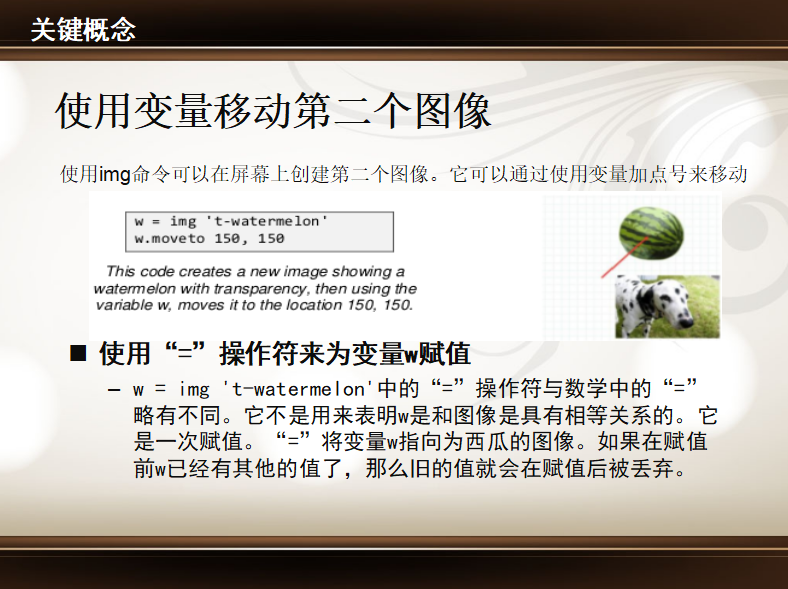 关键概念
使用变量移动第二个图像
使用img命令可以在屏幕上创建第二个图像。它可以通过使用变量加点号来移动
w = img 't-watermelon'
w.moveto 150, 150
This code creates a new image showing a
watermelon with transparency, then using the
variable w, moves it to the location 150, 150.
■ 使用“=”操作符来为变量w赋值
– w = img 't-watermelon'中的“=”操作符与数学中的“=”
略有不同。它不是用来表明w是和图像是具有相等关系的。它
是一次赋值。“=”将变量w指向为西瓜的图像。如果在赋值
前w已经有其他的值了，那么旧的值就会在赋值后被丢弃。